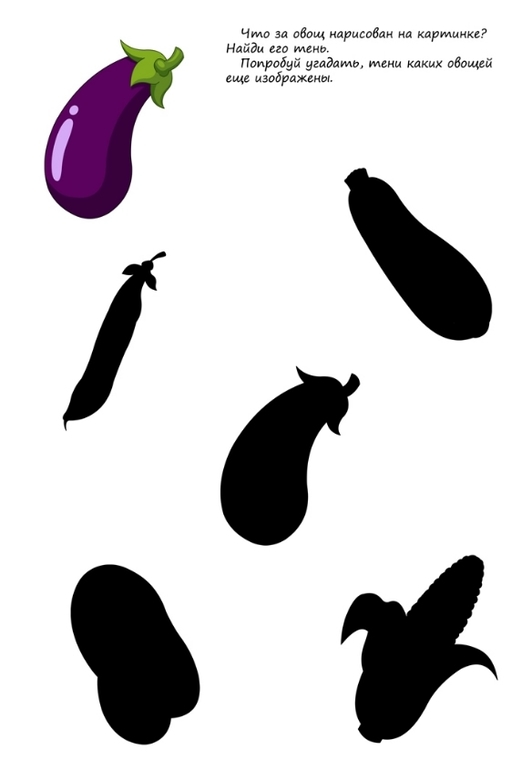 Что за овощ нарисован на картинке?
Найди его тень.
Попробуй угадать, тени каких овощей
еще изображены.